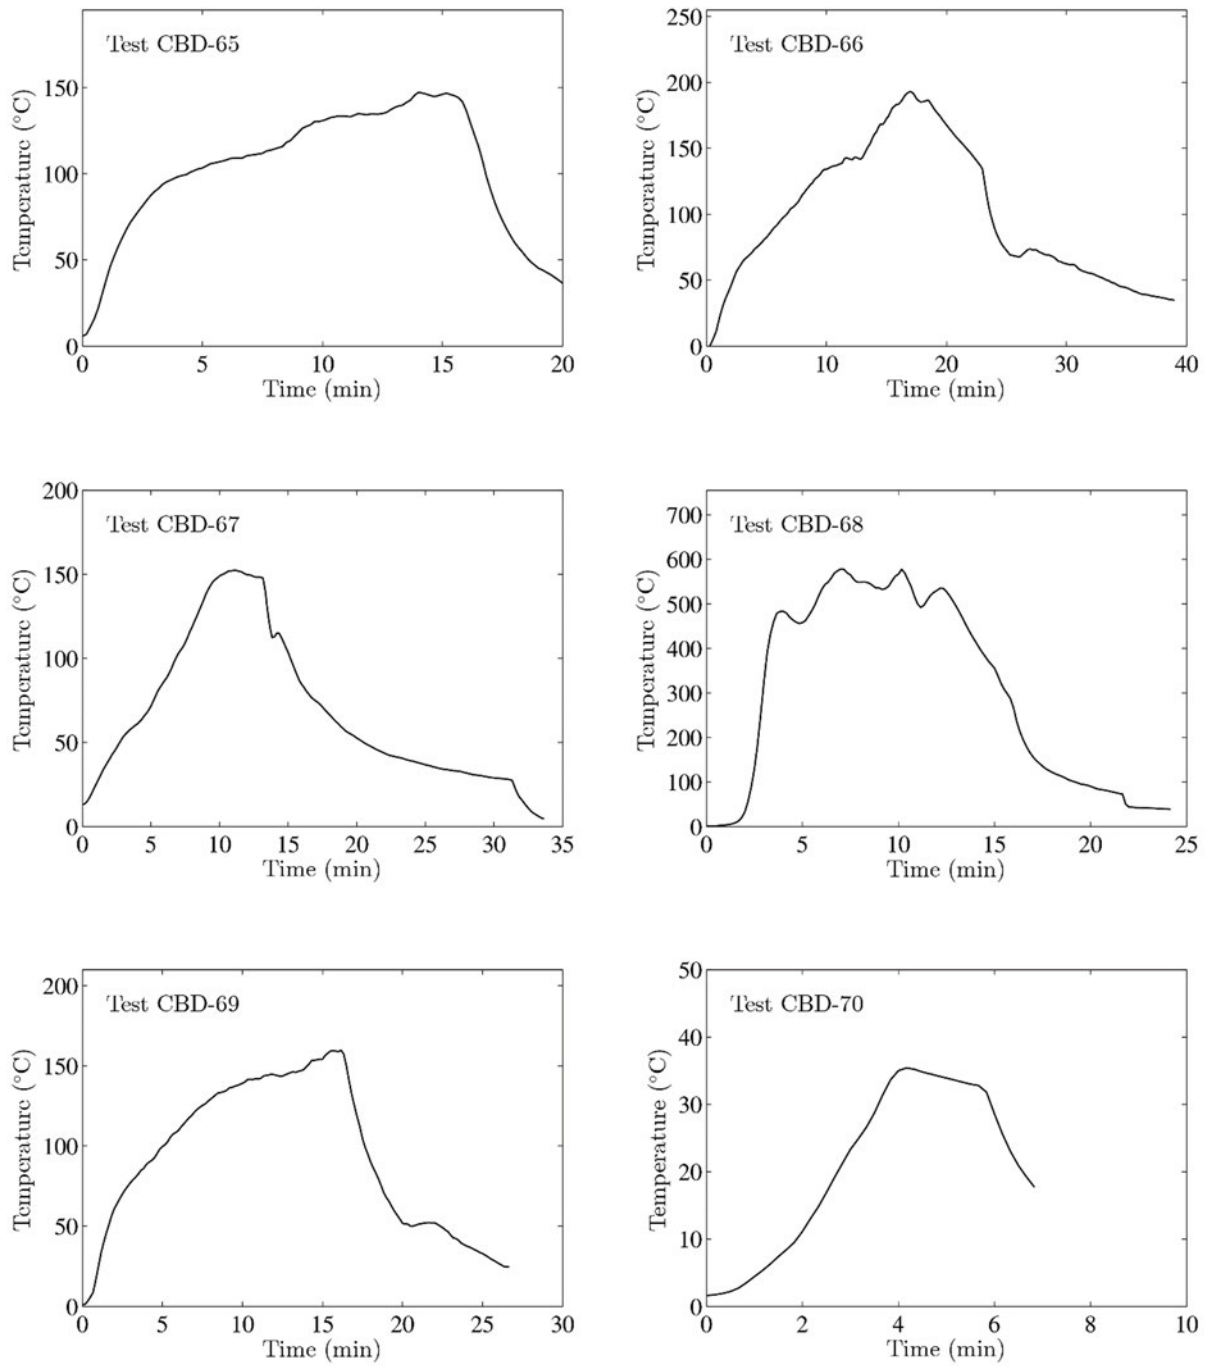 Test CBD-65
150
100
50
0
0 5 10 15 20
Time (min)
Temperature (°C)
Test CBD-66
250
200
150
100
50
0
0 10 20 30 40
Time (min)
Temperature (°C)
Test CBD-67
200
150
100
50
0
0 5 10 15 20 25 30 35
Time (min)
Temperature (°C)
Test CBD-68
700
600
500
400
300
200
100
0
0 5 10 15 20 25
Time (min)
Temperature (°C)
Test CBD-69
200
150
100
50
0
0 5 10 15 20 25 30
Time (min)
Temperature (°C)
Test CBD-70
50
40
30
20
10
0
0 2 4 6 8 10
Time (min)
Temperature (°C)